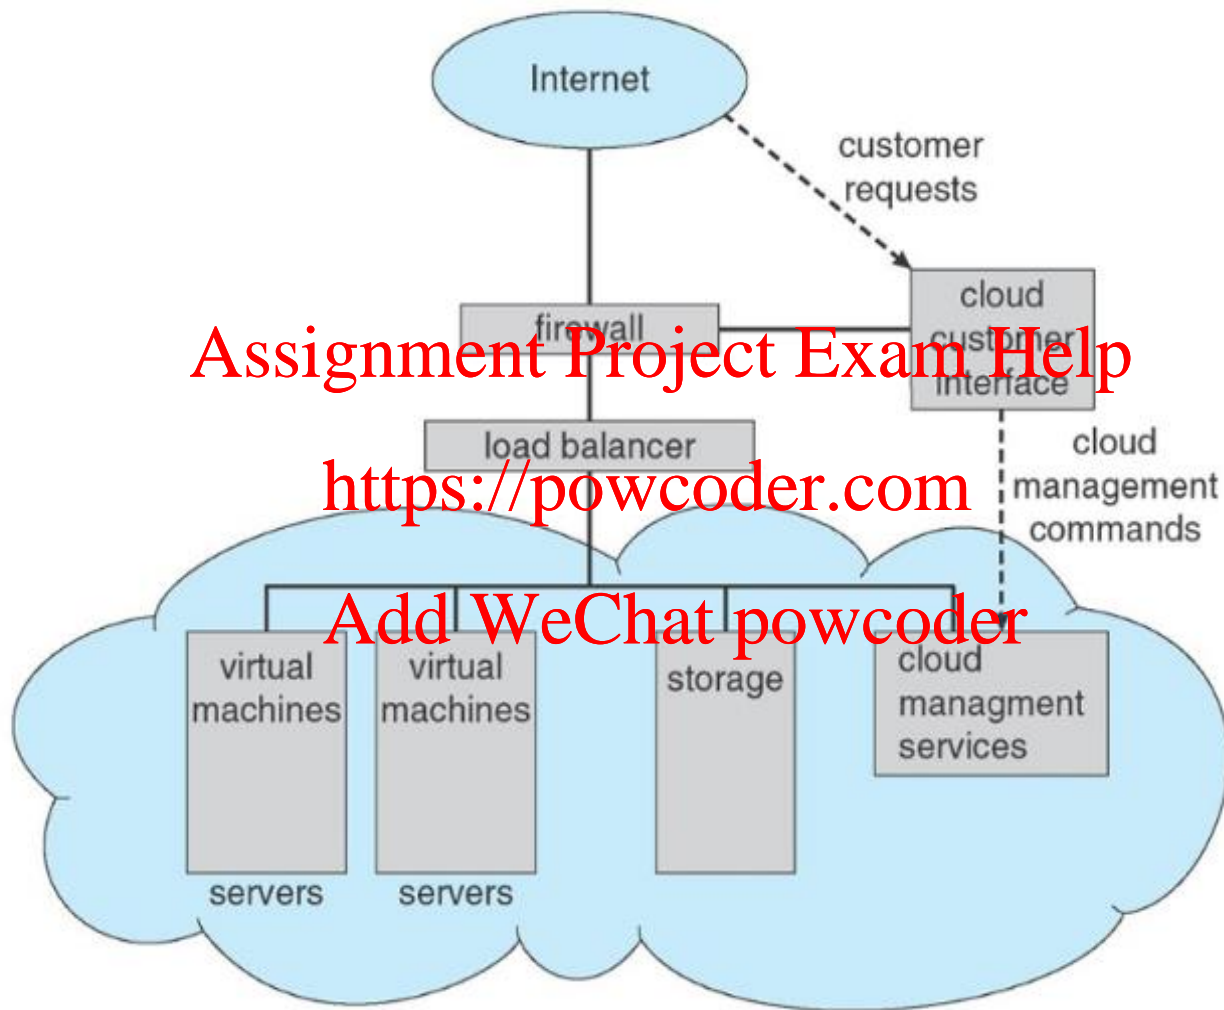 Internet
customer
requests
firewall
cloud
customer
interface
Assignment Project Exam Help
load balancer
cloud
management
commands
https://powcoder.com
Add WeChat powcoder
virtual
machines
virtual
machines
storage
cloud
managment
services
servers
servers